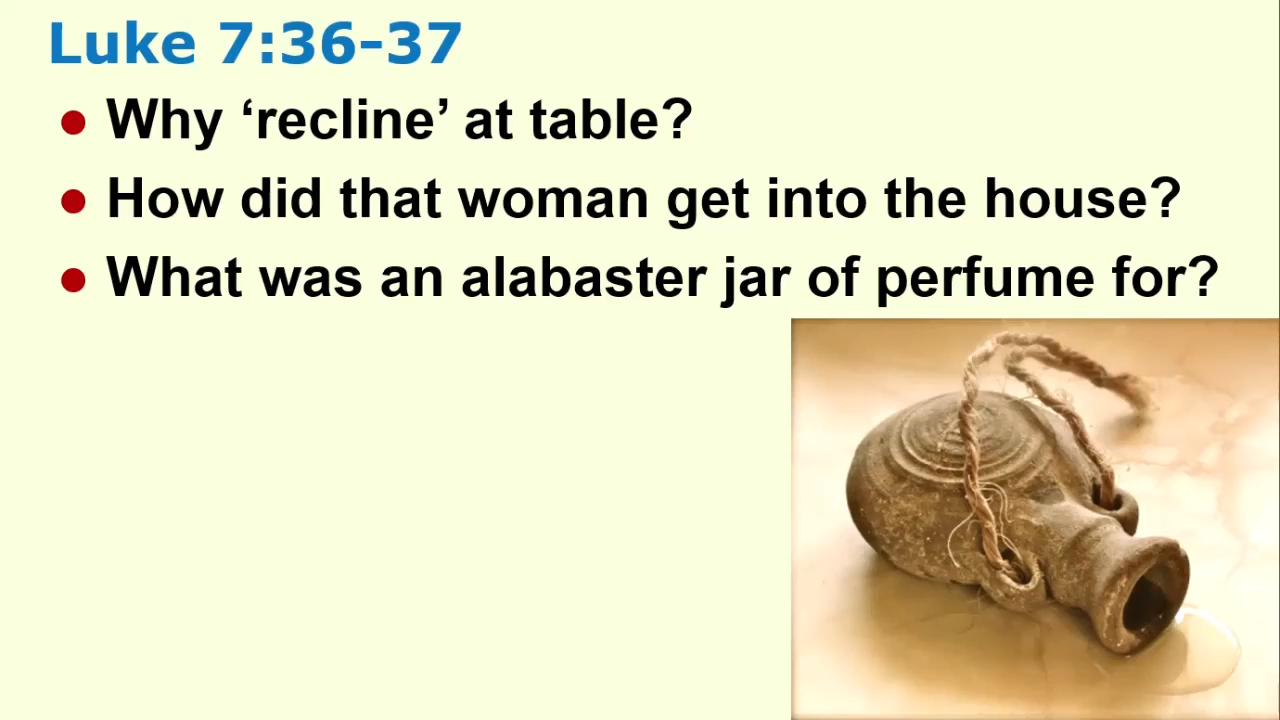 Luke 7:36-37
● Why ‘recline’ at table?
● How did that woman get into the house?
● What was an alabaster jar of perfume for?